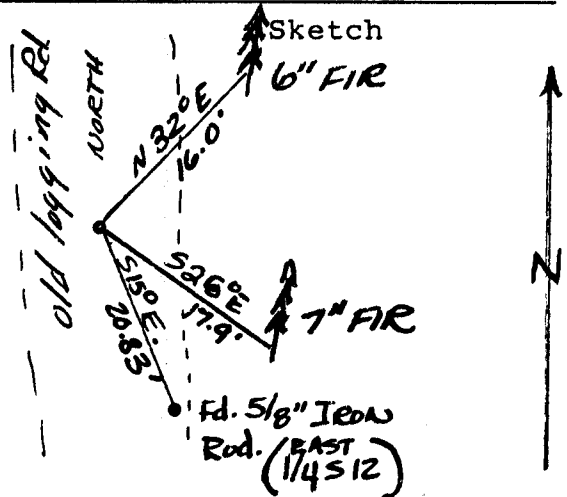 Sketch
6" FIR
old logging Rd
NORTH
N 32° E
16.0'
S 26° E
17.9'
7" FIR
S 15° E.
20.83'
Fd. 5/8" IRON
Rod. (EAST
1/4 S 12)
N